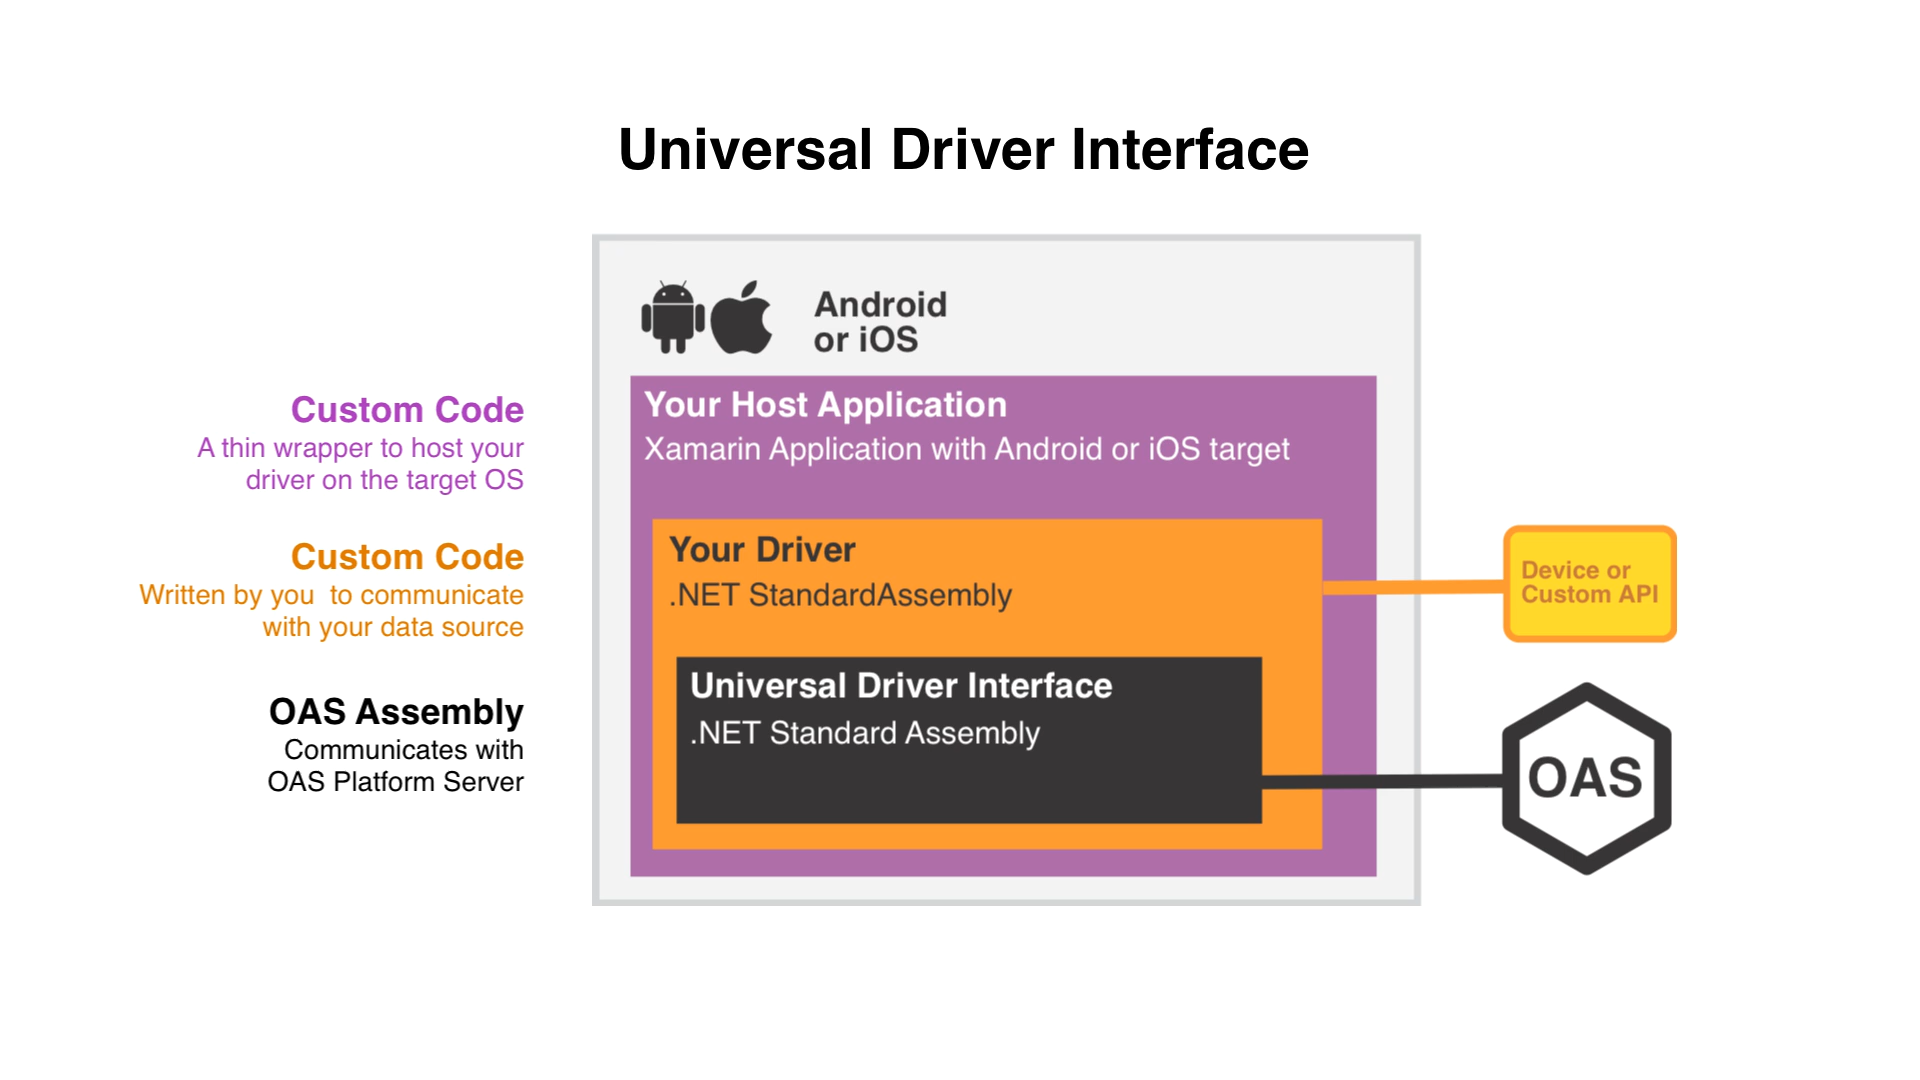 Universal Driver Interface
Android
or iOS
Custom Code
A thin wrapper to host your
driver on the target OS
Your Host Application
Xamarin Application with Android or iOS target
Custom Code
Written by you  to communicate
with your data source
Your Driver
.NET StandardAssembly
Device or
Custom API
OAS Assembly
Communicates with
OAS Platform Server
Universal Driver Interface
.NET Standard Assembly
OAS